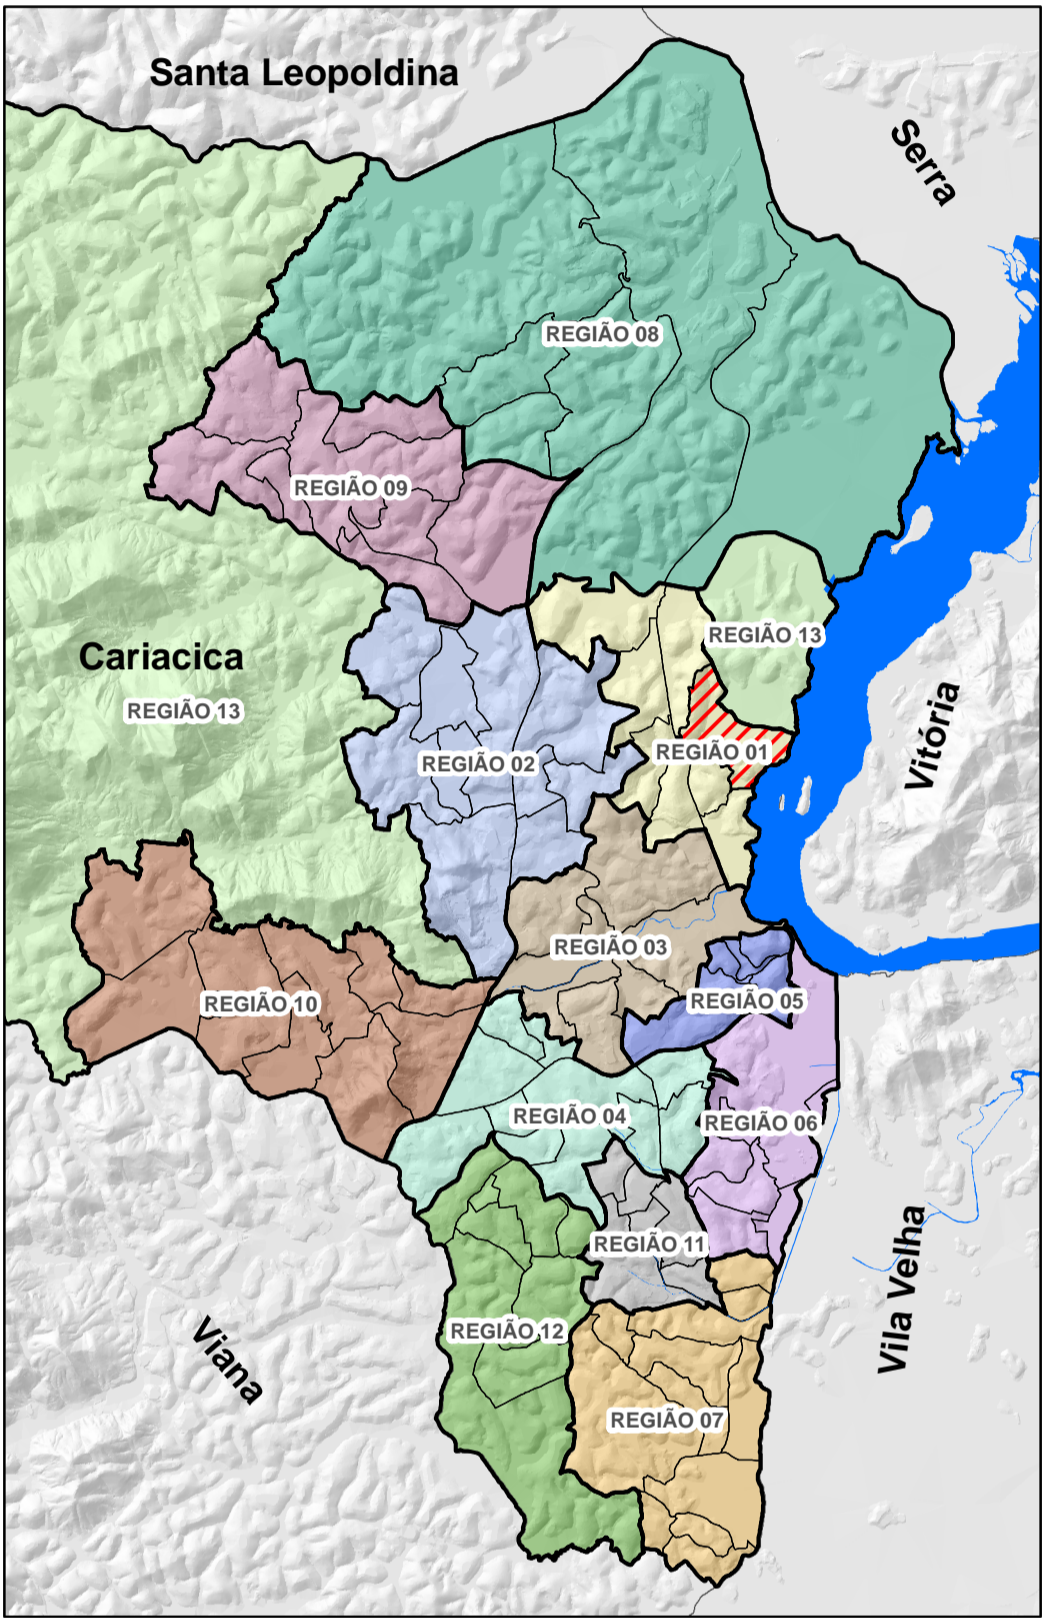 Santa Leopoldina
Serra
REGIÃO 08
REGIÃO 09
REGIÃO 13
Cariacica
REGIÃO 13
Vitória
REGIÃO 01
REGIÃO 02
REGIÃO 03
REGIÃO 05
REGIÃO 10
REGIÃO 04
REGIÃO 06
REGIÃO 11
Vila Velha
REGIÃO 12
Viana
REGIÃO 07